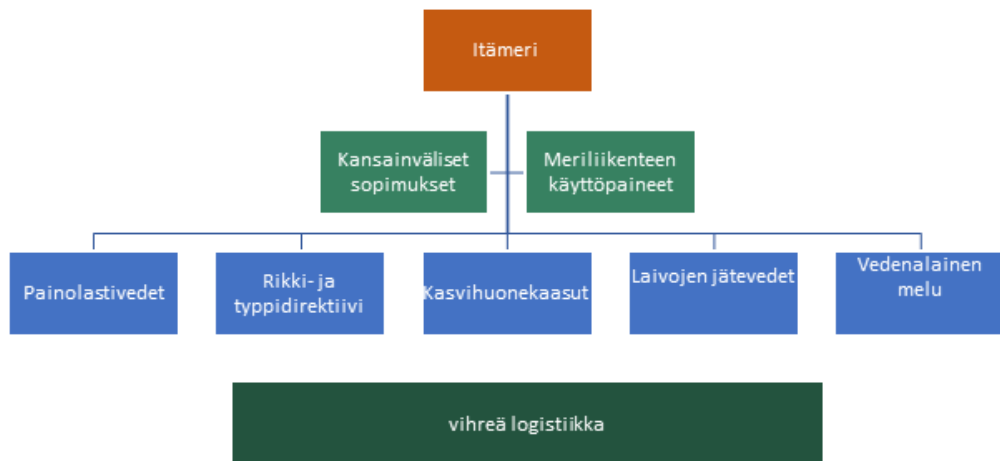 Itämeri
Kansainväliset
sopimukset
Meriliikenteen
käyttöpaineet
Painolastivedet
Rikki- ja
typpidirektiivi
Kasvihuonekaasut
Laivojen jätevedet
Vedenalainen
melu
vihreä logistiikka